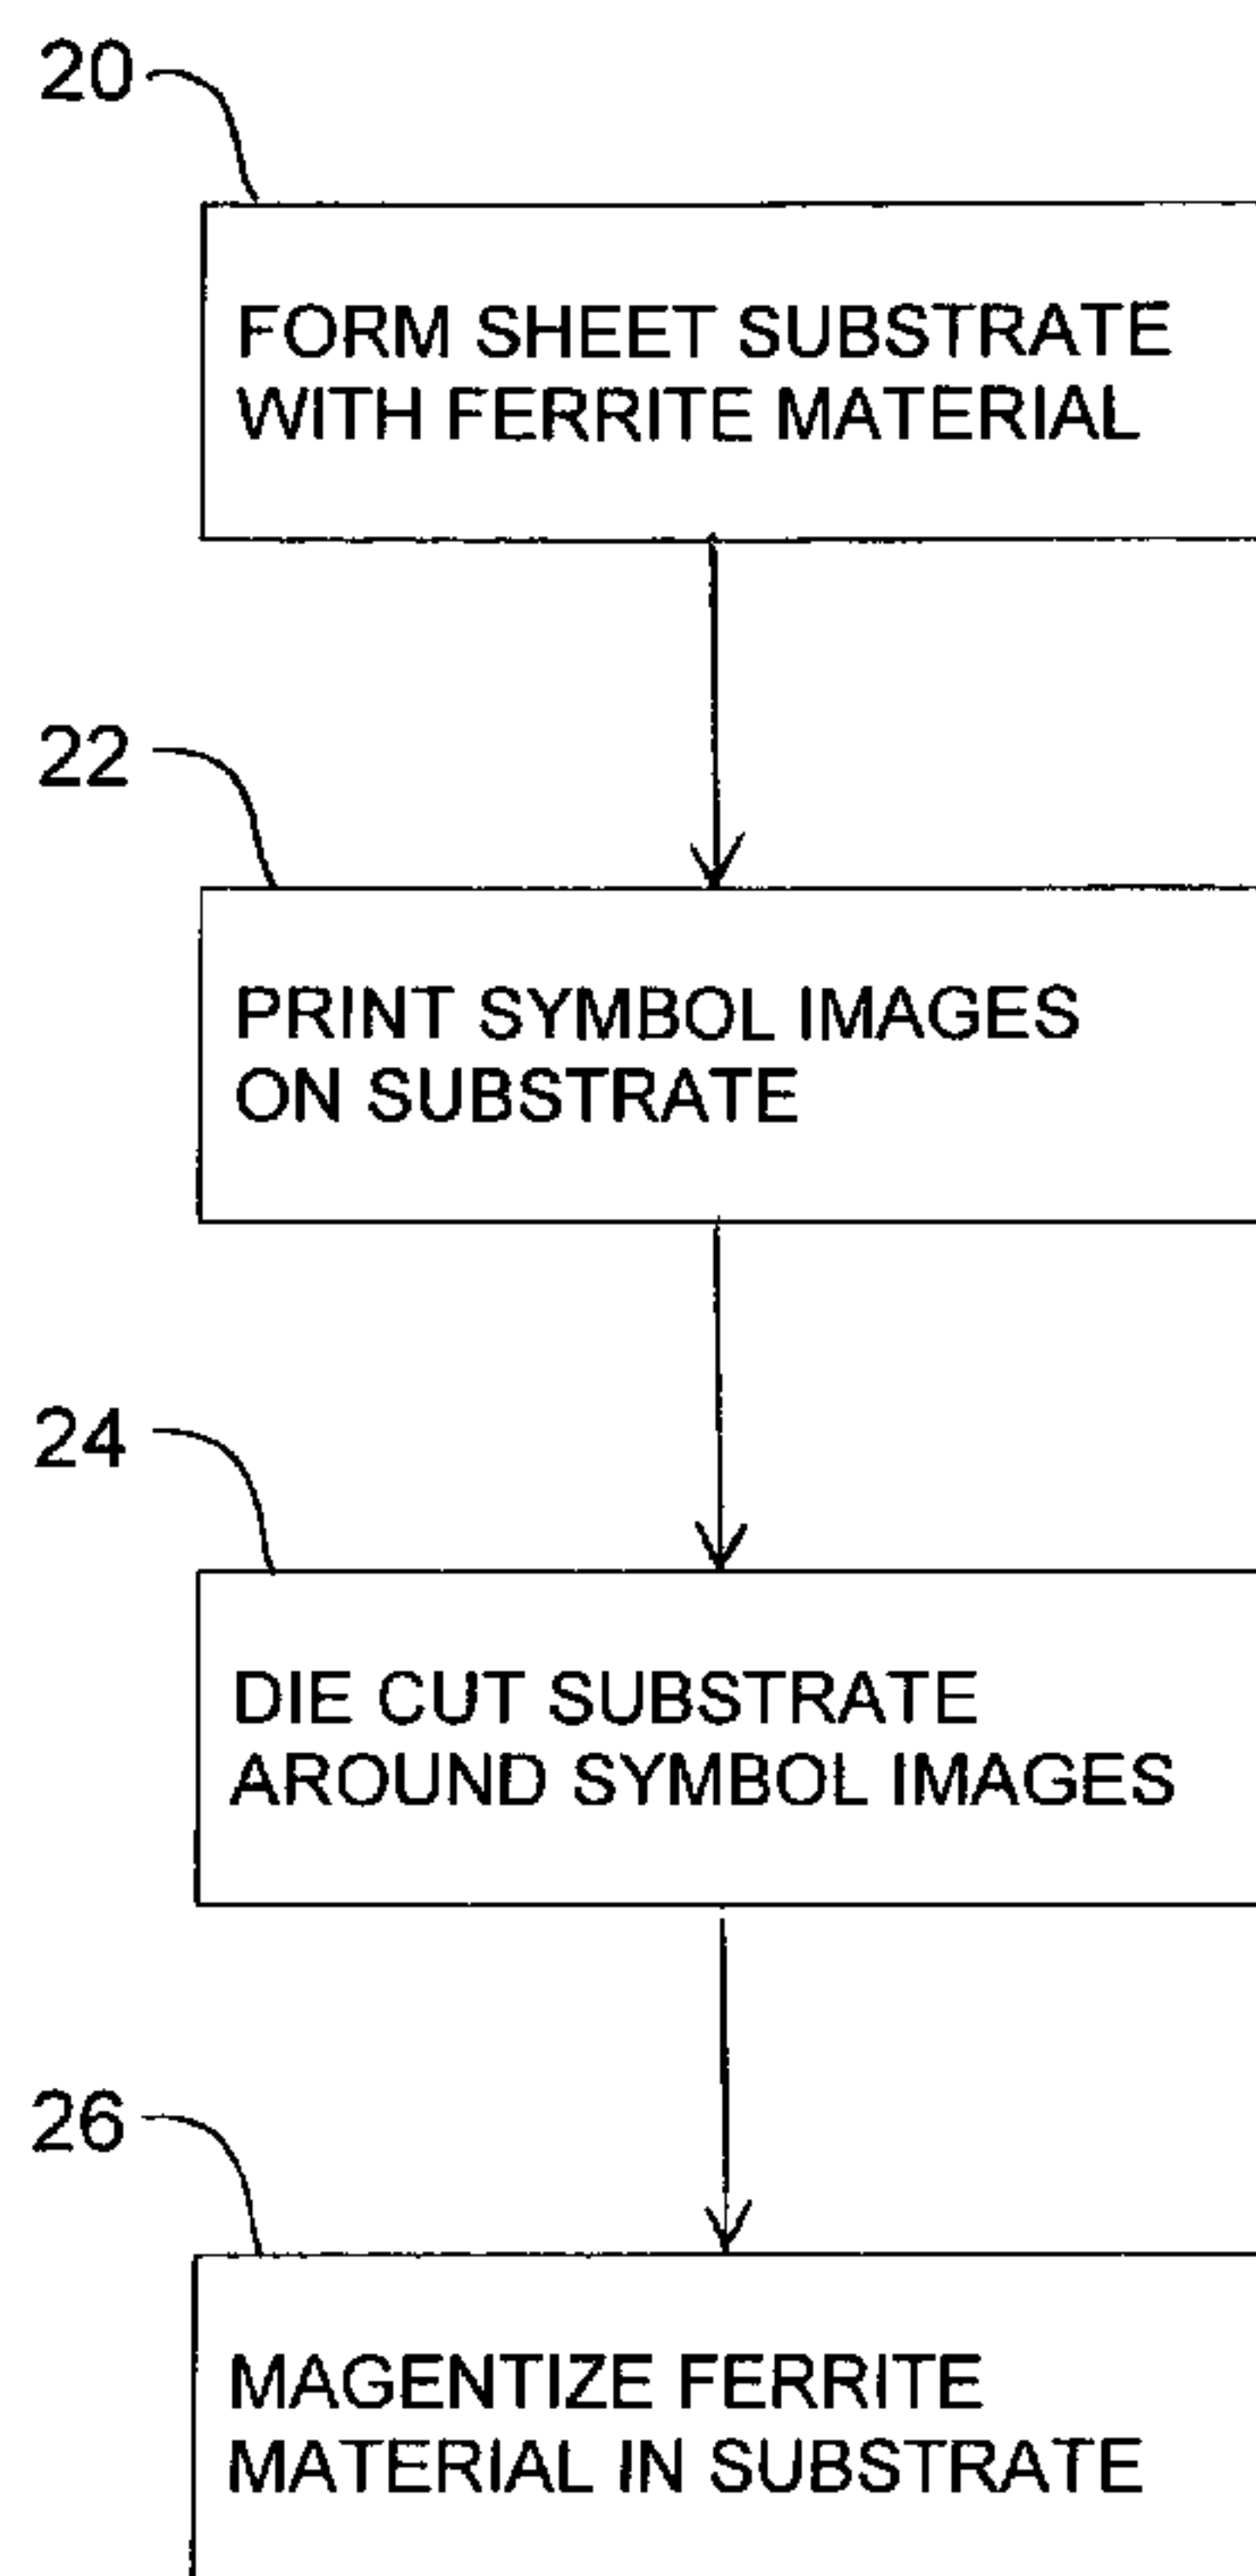 20
FORM SHEET SUBSTRATE
WITH FERRITE MATERIAL
22
PRINT SYMBOL IMAGES
ON SUBSTRATE
24
DIE CUT SUBSTRATE
AROUND SYMBOL IMAGES
26
MAGENTIZE FERRITE
MATERIAL IN SUBSTRATE